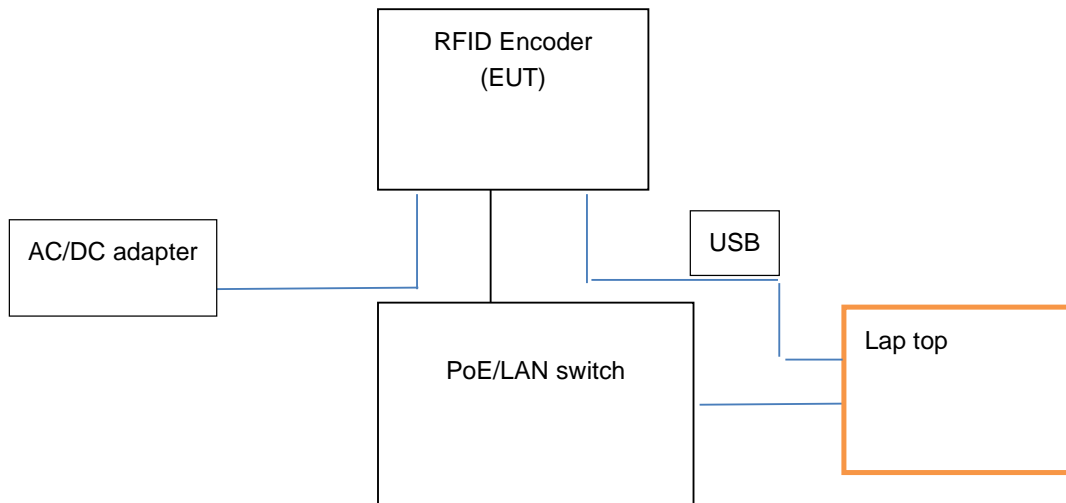 RFID Encoder
(EUT)
AC/DC adapter
USB
Lap top
PoE/LAN switch